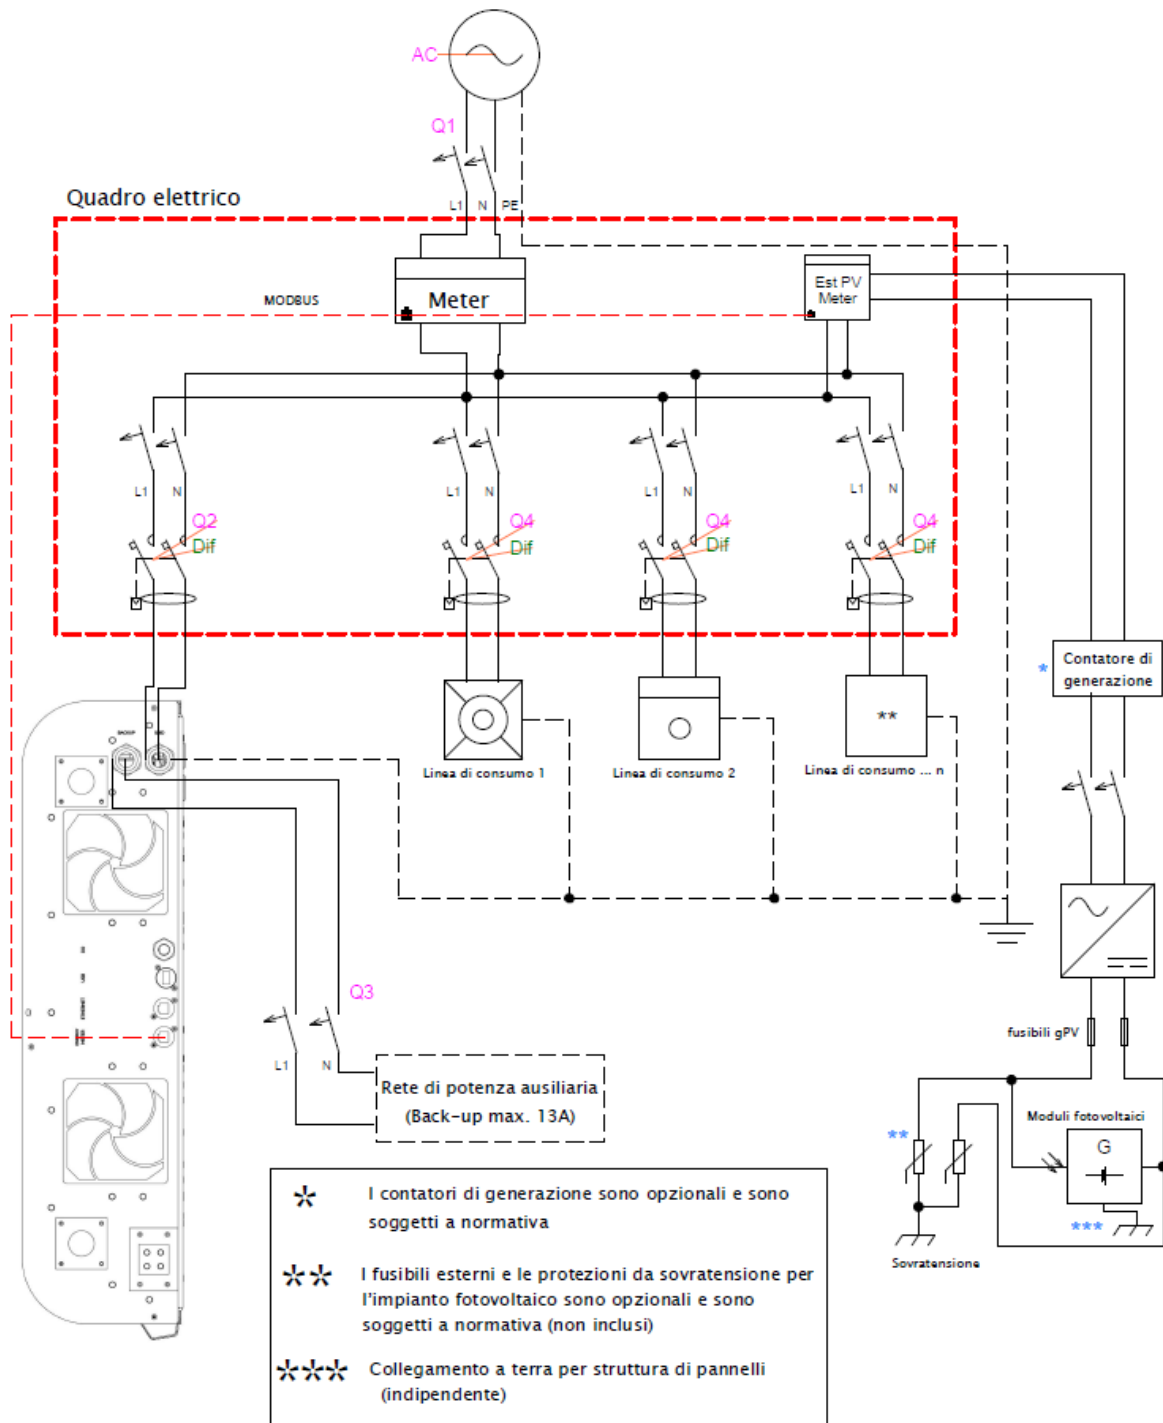 AC
Q1
Quadro elettrico
L1 N PE
Est PV
Meter
Meter
MODBUS
L1 N
L1 N
L1 N
L1 N
Q2
Dif
Q4
Dif
Q4
Dif
Q4
Dif
* Contatore di
generazione
**
BACKUP
Linea di consumo 1
Linea di consumo 2
Linea di consumo ... n
Q3
L1 N
fusibili gPV
Rete di potenza ausiliaria
(Back-up max. 13A)
Moduli fotovoltaici
**
G
***
Sovratensione
* I contatori di generazione sono opzionali e sono
soggetti a normativa
** I fusibili esterni e le protezioni da sovratensione per
l'impianto fotovoltaico sono opzionali e sono
soggetti a normativa (non inclusi)
*** Collegamento a terra per struttura di pannelli
(indipendente)